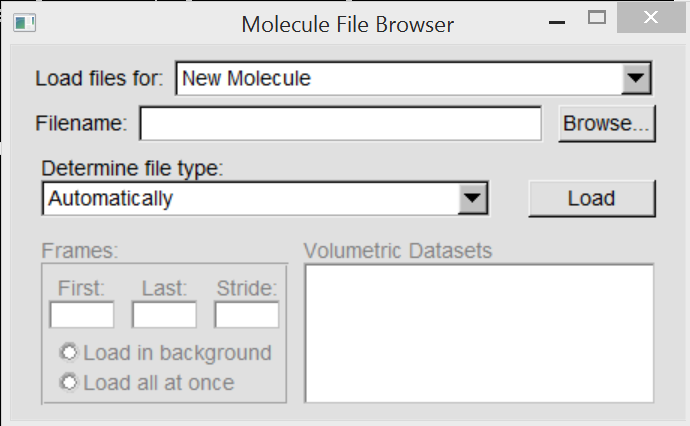 Molecule File Browser
Load files for: New Molecule
Filename: Browse...
Determine file type:
Automatically Load
Frames: Volumetric Datasets
First: Last: Stride:
Load in background
Load all at once